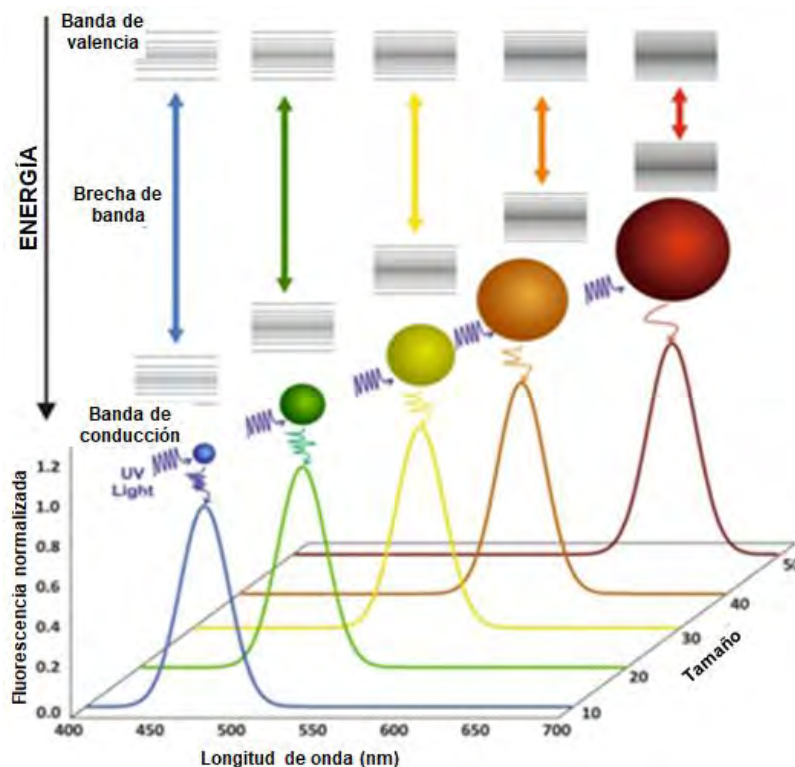 Banda de
valencia
ENERGÍA
Brecha de
banda
Banda de
conducción
UV
Light
Fluorescencia normalizada
1.2
1.0
0.8
0.6
0.4
0.2
0.0
400
450
500
550
600
650
700
Longitud de onda (nm)
10
20
30
40
50
Tamaño